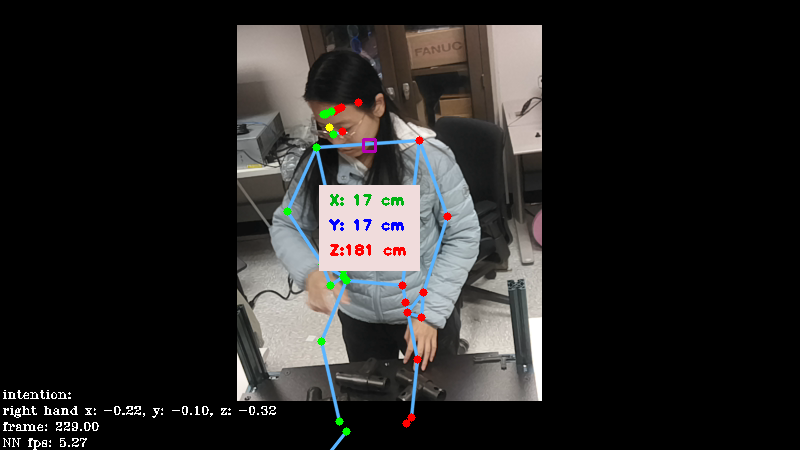 FANUC
X: 17 cm
Y: 17 cm
Z:181 cm
intention:
right hand x: −0.22, y: −0.10, z: −0.32
frame: 229.00
NN fps: 5.27